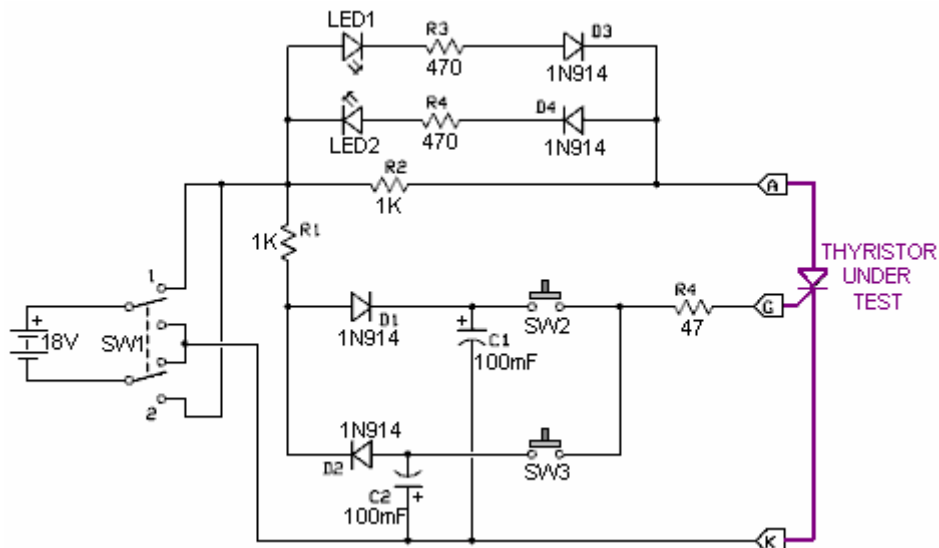 LED1
R3
470
D3
1N914
LED2
R4
470
D4
1N914
R2
1K
A
R1
1K
THYRISTOR
UNDER
TEST
1
+
18V
SW1
2
D1
1N914
+
C1
100mF
SW2
R4
47
G
1N914
D2
C2
+
100mF
SW3
K